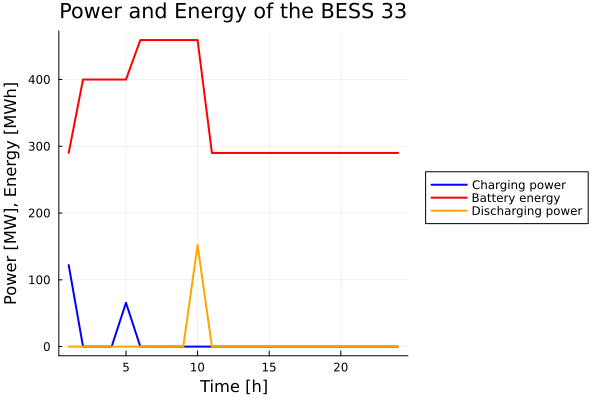 Power and Energy of the BESS 33
Power [MW], Energy [MWh]
400
300
200
100
0
5
10
15
20
Time [h]
Charging power
Battery energy
Discharging power